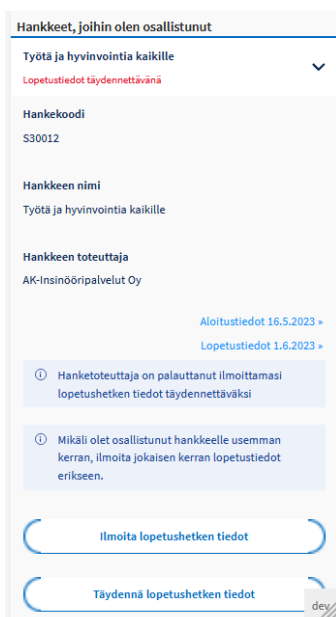 Hankkeet, joihin olen osallistunut
Työtä ja hyvinvointia kaikille
Lopetustiedot täydennettävänä
Hankekoodi
S30012
Hankkeen nimi
Työtä ja hyvinvointia kaikille
Hankkeen toteuttaja
AK-Insinööripalvelut Oy
Aloitustiedot 16.5.2023 »
Lopetustiedot 1.6.2023 »
Hanketoteuttaja on palauttanut ilmoittamasi
lopetushetken tiedot täydennettäväksi
Mikäli olet osallistunut hankkeelle usemman
kerran, ilmoita jokaisen kerran lopetustiedot
erikseen.
Ilmoita lopetushetken tiedot
Täydennä lopetushetken tiedot
dev